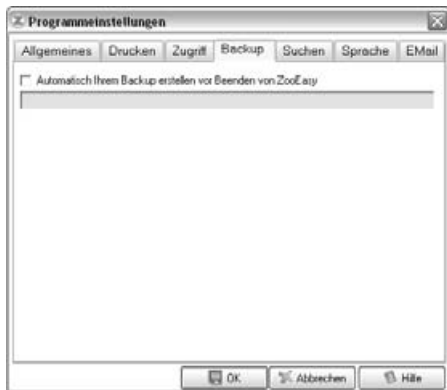 Programmeinstellungen
Allgemeines Drucken Zugriff Backup Suchen Sprache EMail
Automatisch Ihrem Backup erstellen vor Beenden von ZooEasy
OK Abbrechen Hilfe